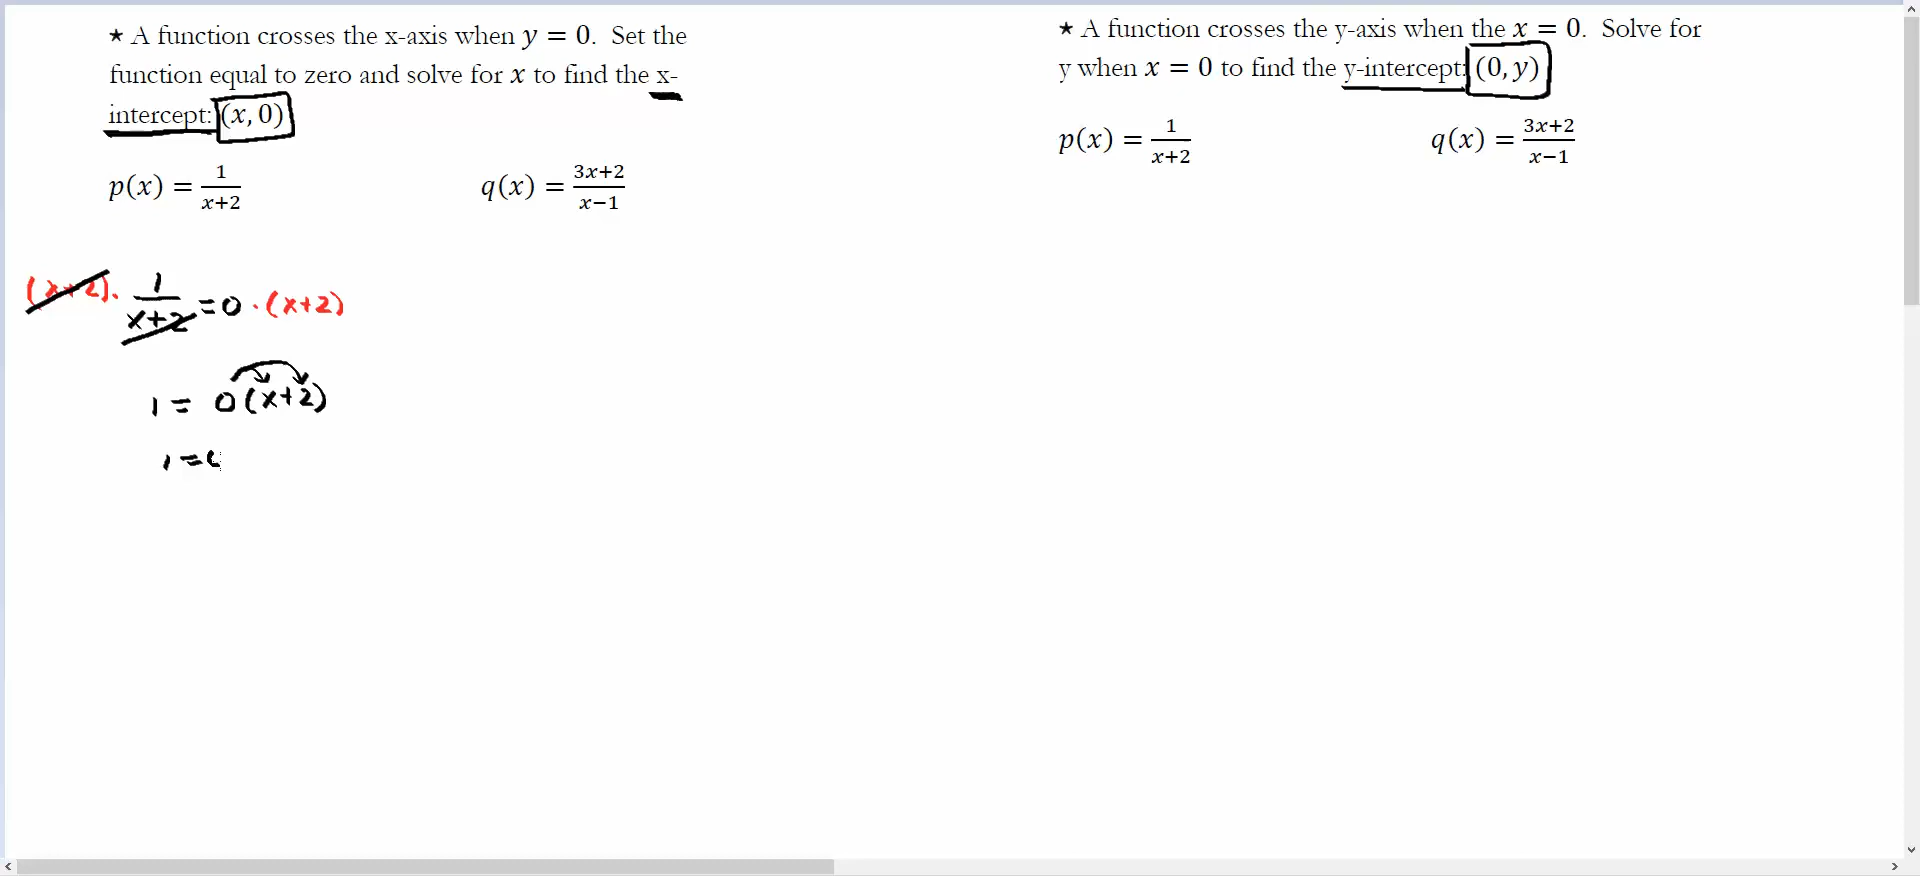 ★ A function crosses the x-axis when y = 0. Set the
function equal to zero and solve for x to find the x-
intercept: (x, 0)
p(x) = 1/(x+2)
q(x) = (3x+2)/(x−1)
(x+2) · 1/(x+2) = 0 · (x+2)
1 = 0(x+2)
1 =
★ A function crosses the y-axis when the x = 0. Solve for
y when x = 0 to find the y-intercept: (0, y)
p(x) = 1/(x+2)
q(x) = (3x+2)/(x−1)